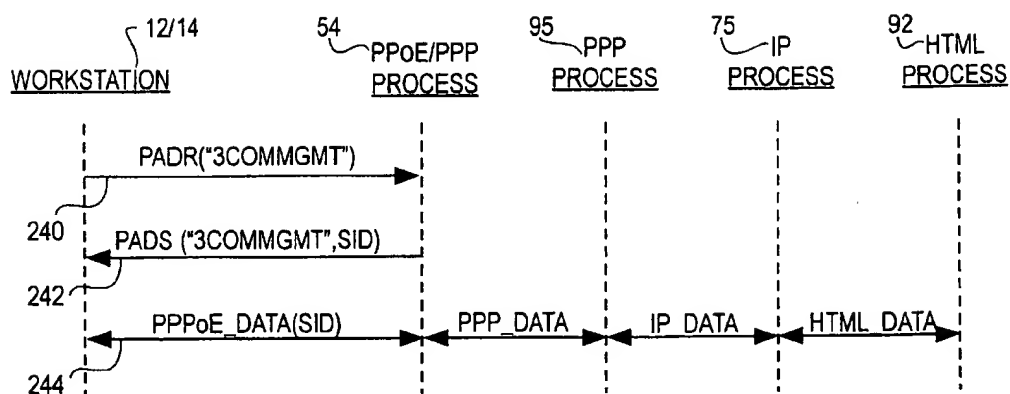 12/14
54
95
75
92
WORKSTATION
PPoE/PPP
PROCESS
PPP
PROCESS
IP
PROCESS
HTML
PROCESS
PADR("3COMMGMT")
240
PADS ("3COMMGMT",SID)
242
PPPoE_DATA(SID)
PPP_DATA
IP_DATA
HTML_DATA
244